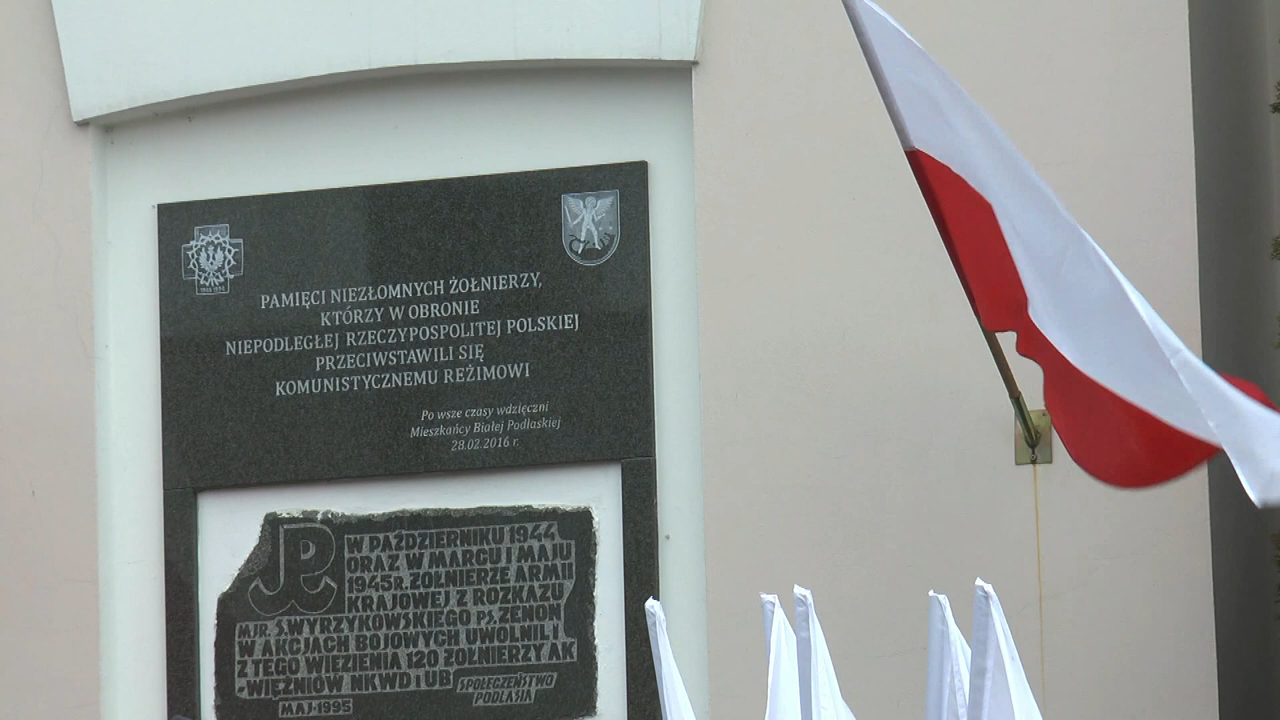 PAMIĘCI NIEZŁOMNYCH ŻOŁNIERZY,
KTÓRZY W OBRONIE
NIEPODLEGŁEJ RZECZYPOSPOLITEJ POLSKIEJ
PRZECIWSTAWILI SIĘ
KOMUNISTYCZNEMU REŻIMOWI
Po wsze czasy wdzięczni
Mieszkańcy Białej Podlaskiej
28.02.2016 r.
W PAŹDZIERNIKU 1944
ORAZ W MARCU I MAJU
1945R. ŻOŁNIERZE ARMII
KRAJOWEJ Z ROZKAZU
MJR. S.WYRZYKOWSKIEGO PS. ZENON
W AKCJACH BOJOWYCH UWOLNILI
Z TEGO WIĘZIENIA 120 ŻOŁNIERZY AK
-WIĘŹNIÓW NKWD I UB
SPOŁECZEŃSTWO
PODLASIA
MAJ-1995